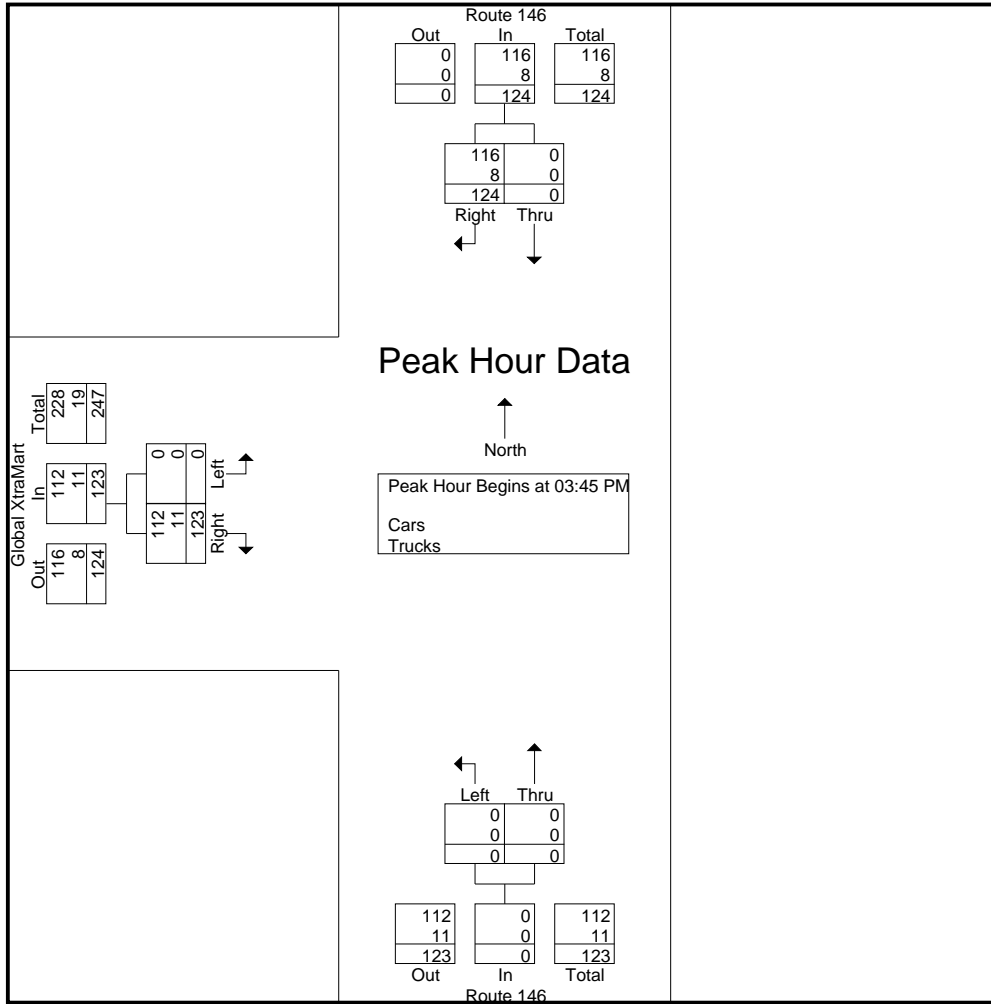 Route 146
Out In Total
0 116 116
0 8 8
0 124 124
116 0
8 0
124 0
Right Thru
Peak Hour Data
North
Peak Hour Begins at 03:45 PM
Cars
Trucks
Global XtraMart
Out In Total
116 112 228
8 11 19
124 123 247
112 0
11 0
123 0
Right Left
Left Thru
0 0
0 0
0 0
112 0 112
11 0 11
123 0 123
Out In Total
Route 146